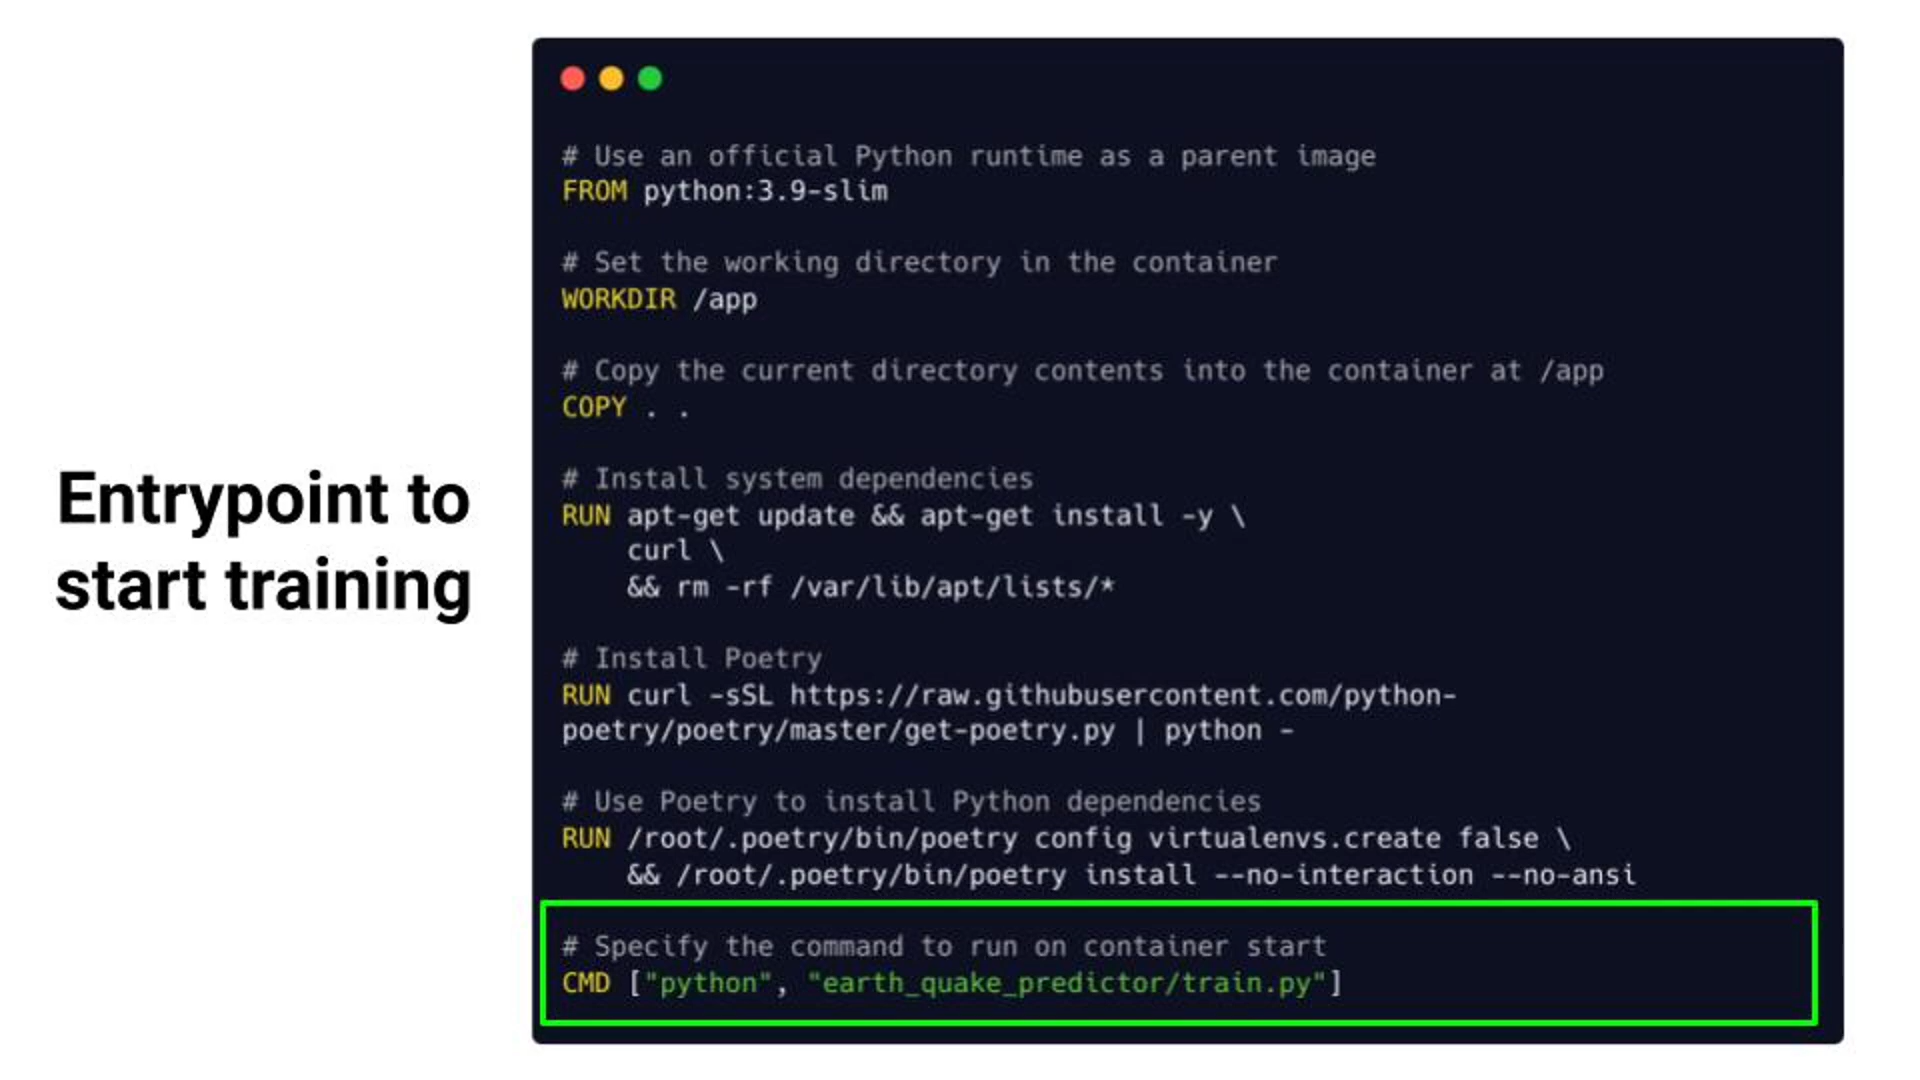 Entrypoint to
start training
# Use an official Python runtime as a parent image
FROM python:3.9-slim
# Set the working directory in the container
WORKDIR /app
# Copy the current directory contents into the container at /app
COPY . .
# Install system dependencies
RUN apt-get update && apt-get install -y \
    curl \
    && rm -rf /var/lib/apt/lists/*
# Install Poetry
RUN curl -sSL https://raw.githubusercontent.com/python-
poetry/poetry/master/get-poetry.py | python -
# Use Poetry to install Python dependencies
RUN /root/.poetry/bin/poetry config virtualenvs.create false \
    && /root/.poetry/bin/poetry install --no-interaction --no-ansi
# Specify the command to run on container start
CMD ["python", "earth_quake_predictor/train.py"]